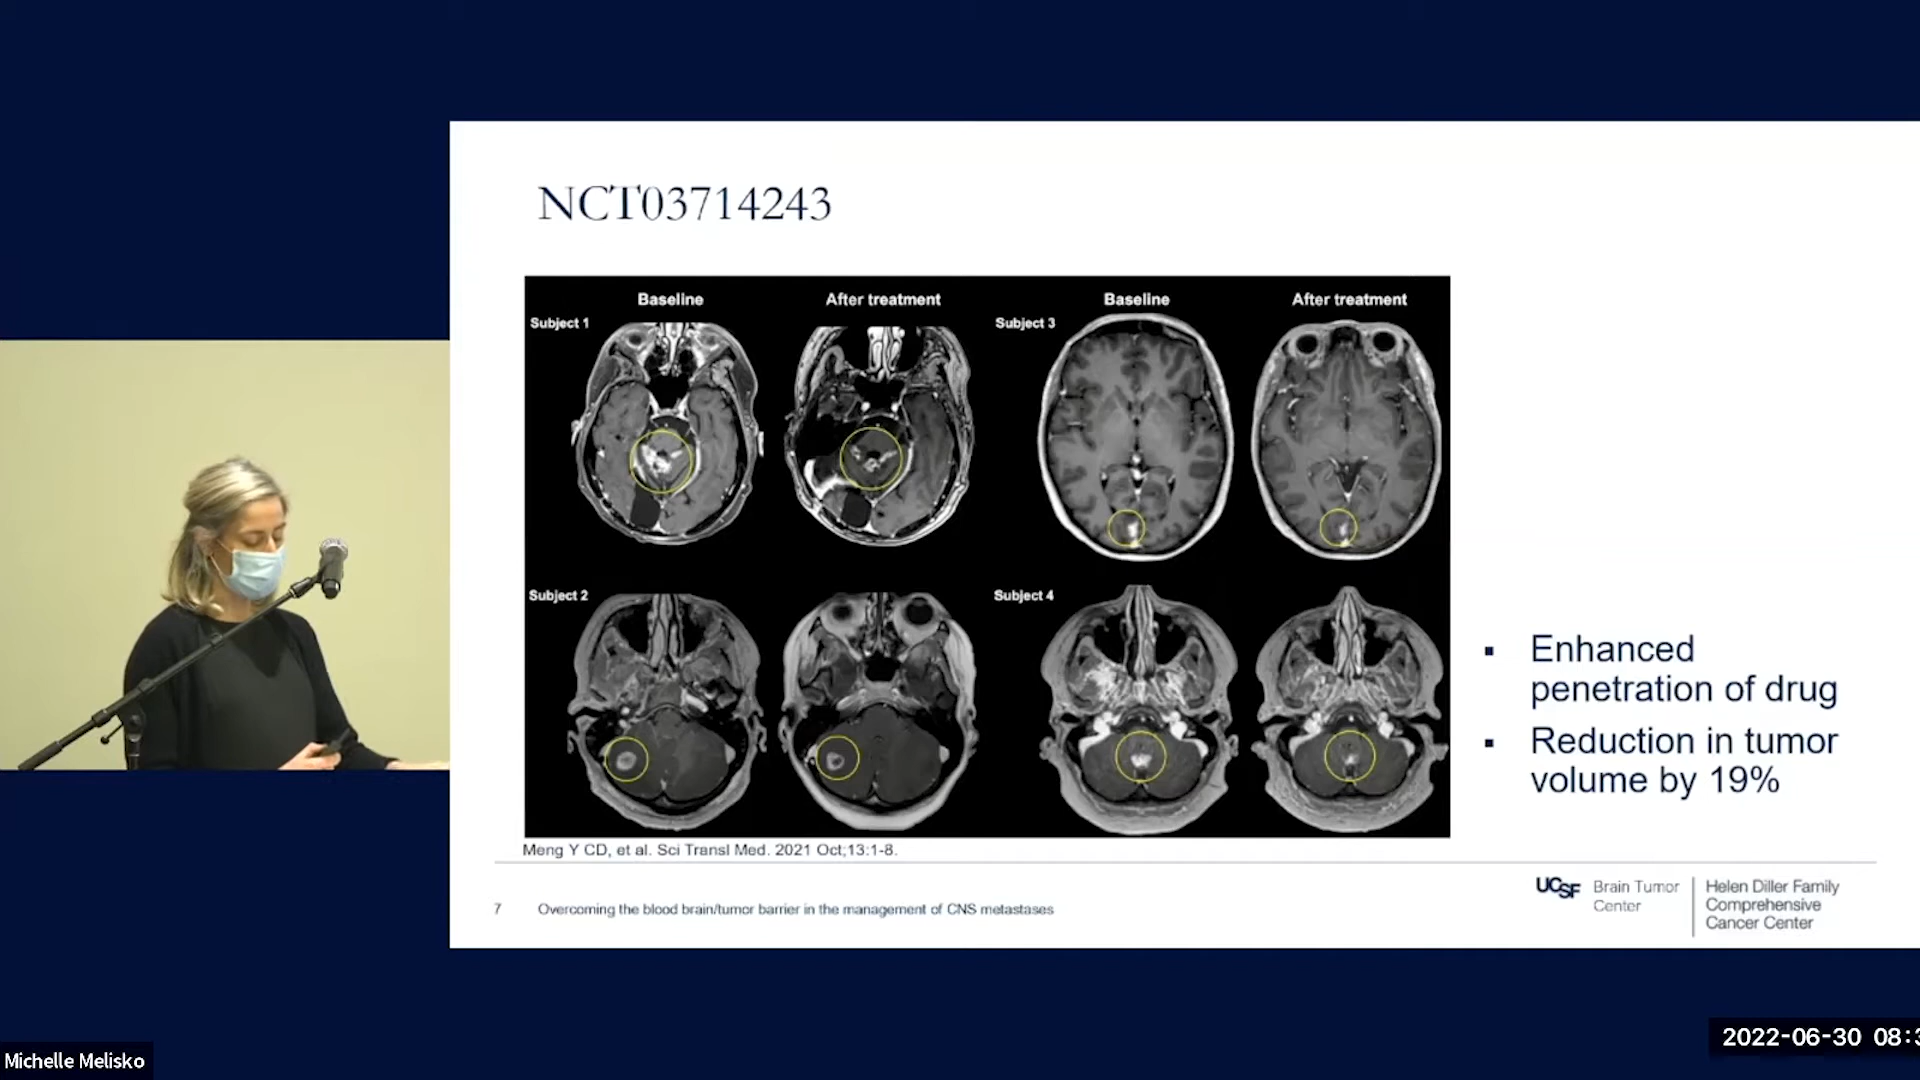 NCT03714243
Baseline
After treatment
Baseline
After treatment
Subject 1
Subject 3
Subject 2
Subject 4
Enhanced
penetration of drug
Reduction in tumor
volume by 19%
Meng Y CD, et al. Sci Transl Med. 2021 Oct;13:1-8.
7
Overcoming the blood brain/tumor barrier in the management of CNS metastases
UCSF
Brain Tumor
Center
Helen Diller Family
Comprehensive
Cancer Center
Michelle Melisko
2022-06-30 08:3